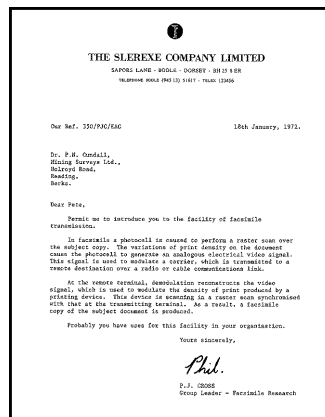 THE SLEREXE COMPANY LIMITED
SAPORS LANE - BOOLE - DORSET - BH 25 8 ER
TELEPHONE BOOLE (945 13) 51617 - TELEX 123456
Our Ref. 350/PJC/EAC 18th January, 1972.
Dr. P.N. Cundall,
Mining Surveys Ltd.,
Holroyd Road,
Reading,
Berks.
Dear Pete,
Permit me to introduce you to the facility of facsimile
transmission.
In facsimile a photocell is caused to perform a raster scan over
the subject copy. The variations of print density on the document
cause the photocell to generate an analogous electrical video signal.
This signal is used to modulate a carrier, which is transmitted to a
remote destination over a radio or cable communications link.
At the remote terminal, demodulation reconstructs the video
signal, which is used to modulate the density of print produced by a
printing device. This device is scanning in a raster scan synchronised
with that at the transmitting terminal. As a result, a facsimile
copy of the subject document is produced.
Probably you have uses for this facility in your organisation.
Yours sincerely,
Phil.
P.J. CROSS
Group Leader - Facsimile Research